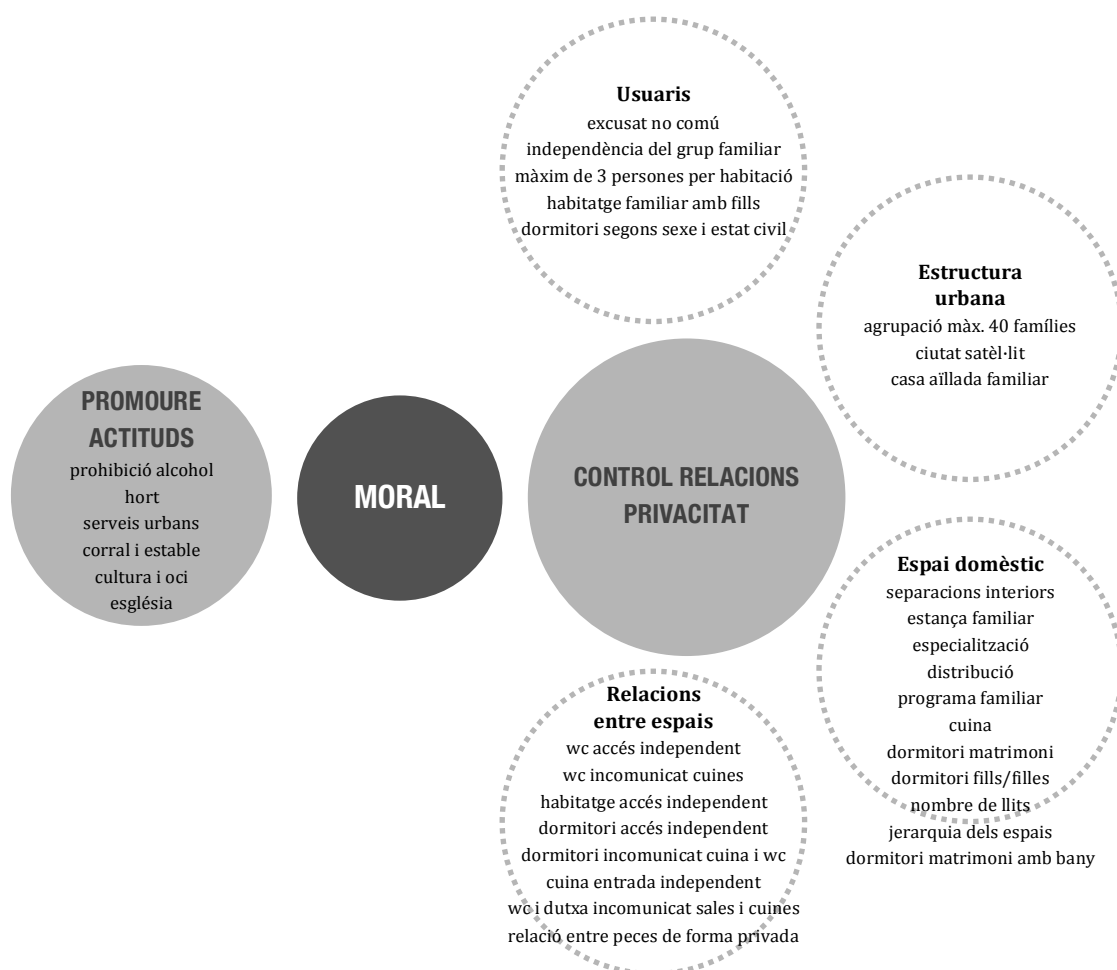 Usuaris
excusat no comú
independència del grup familiar
màxim de 3 persones per habitació
habitatge familiar amb fills
dormitori segons sexe i estat civil
Estructura
urbana
agrupació màx. 40 famílies
ciutat satèl·lit
casa aïllada familiar
PROMOURE
ACTITUDS
prohibició alcohol
hort
serveis urbans
corral i estable
cultura i oci
església
MORAL
CONTROL RELACIONS
PRIVACITAT
Espai domèstic
separacions interiors
estança familiar
especialització
distribució
programa familiar
cuina
dormitori matrimoni
dormitori fills/filles
nombre de llits
jerarquia dels espais
dormitori matrimoni amb bany
Relacions
entre espais
wc accés independent
wc incomunicat cuines
habitatge accés independent
dormitori accés independent
dormitori incomunicat cuina i wc
cuina entrada independent
wc i dutxa incomunicat sales i cuines
relació entre peces de forma privada